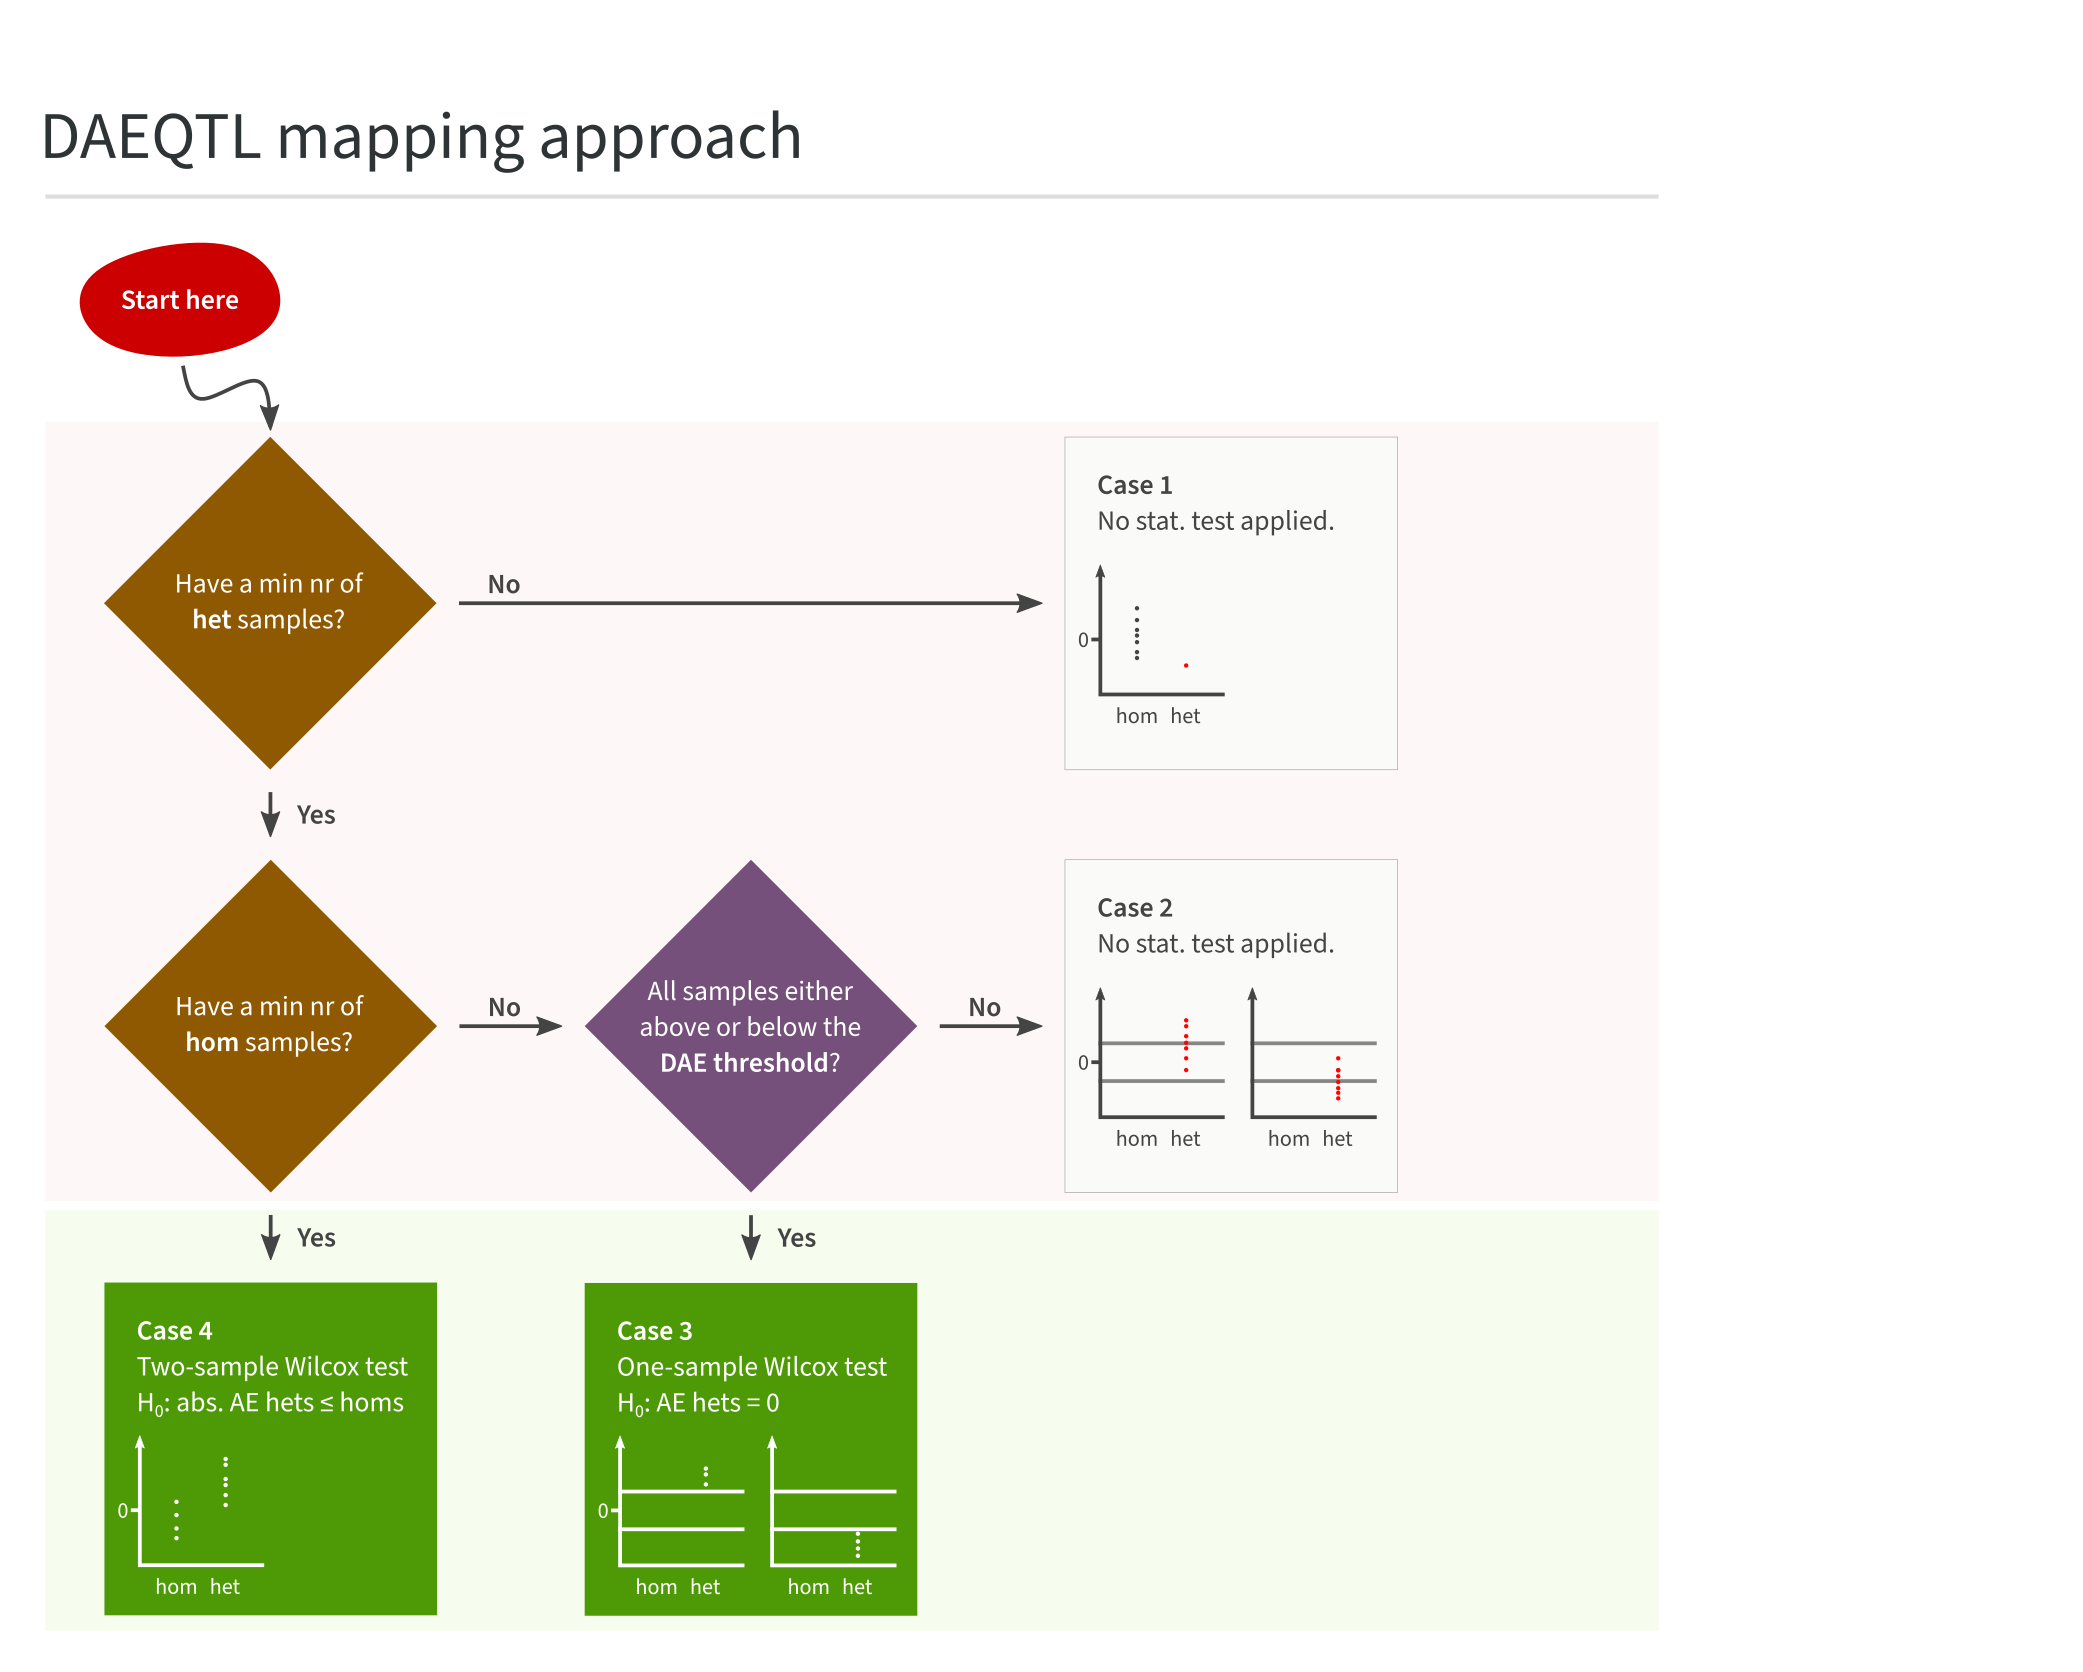 DAEQTL mapping approach
Start here
Have a min nr of
het samples?
No
Case 1
No stat. test applied.
0
hom het
Yes
Have a min nr of
hom samples?
No
All samples either
above or below the
DAE threshold?
No
Case 2
No stat. test applied.
0
hom het hom het
Yes
Yes
Case 4
Two-sample Wilcox test
H₀: abs. AE hets ≤ homs
0
hom het
Case 3
One-sample Wilcox test
H₀: AE hets = 0
0
hom het hom het